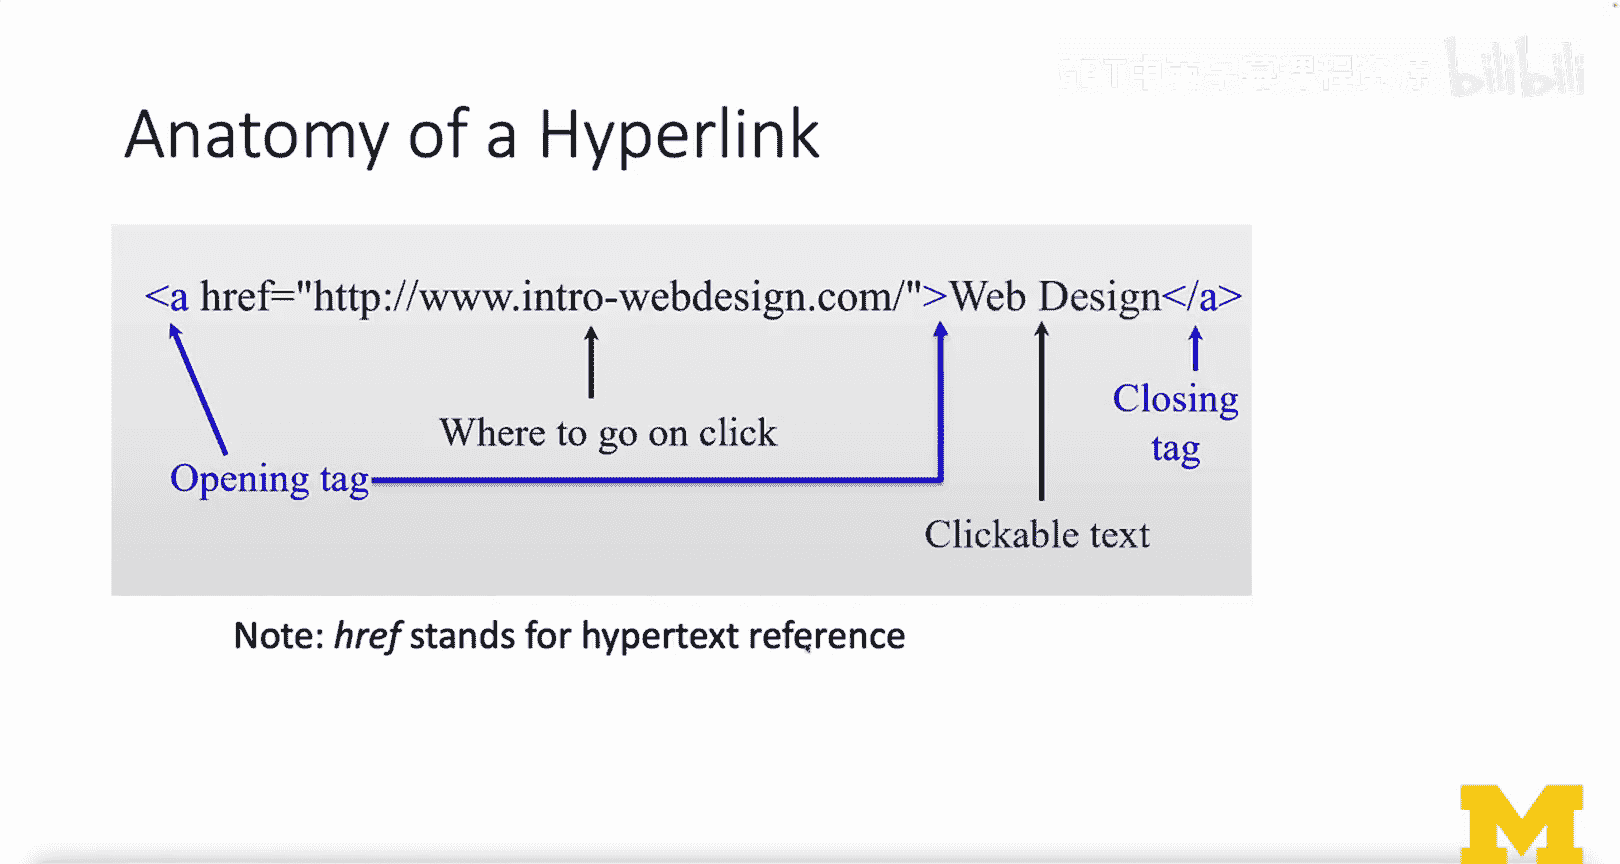 bilibili
Anatomy of a Hyperlink
<a href="http://www.intro-webdesign.com/">Web Design</a>
Where to go on click
Closing
tag
Opening tag
Clickable text
Note: href stands for hypertext reference
M